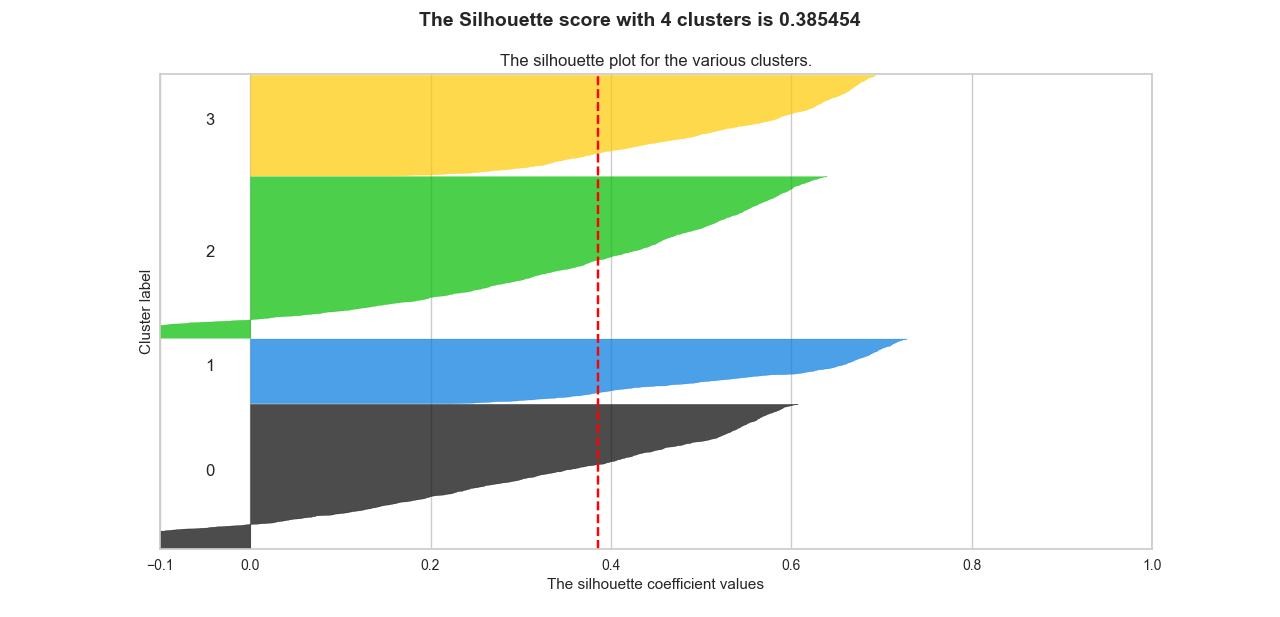 The Silhouette score with 4 clusters is 0.385454
The silhouette plot for the various clusters.
Cluster label
3
2
1
0
−0.1 0.0 0.2 0.4 0.6 0.8 1.0
The silhouette coefficient values